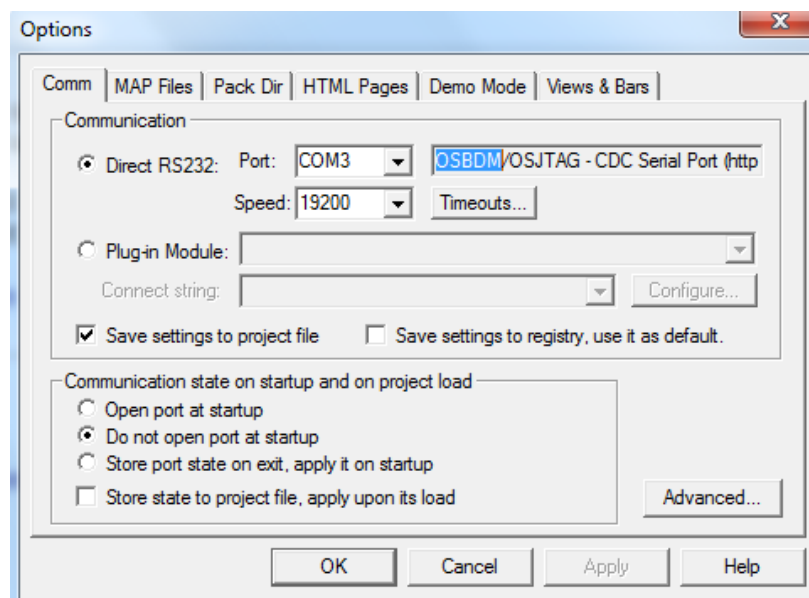 Options
Comm MAP Files Pack Dir HTML Pages Demo Mode Views & Bars
Communication
Direct RS232: Port: COM3 OSBDM/OSJTAG - CDC Serial Port (http
Speed: 19200 Timeouts...
Plug-in Module:
Connect string: Configure...
Save settings to project file Save settings to registry, use it as default.
Communication state on startup and on project load
Open port at startup
Do not open port at startup
Store port state on exit, apply it on startup
Store state to project file, apply upon its load Advanced...
OK Cancel Apply Help